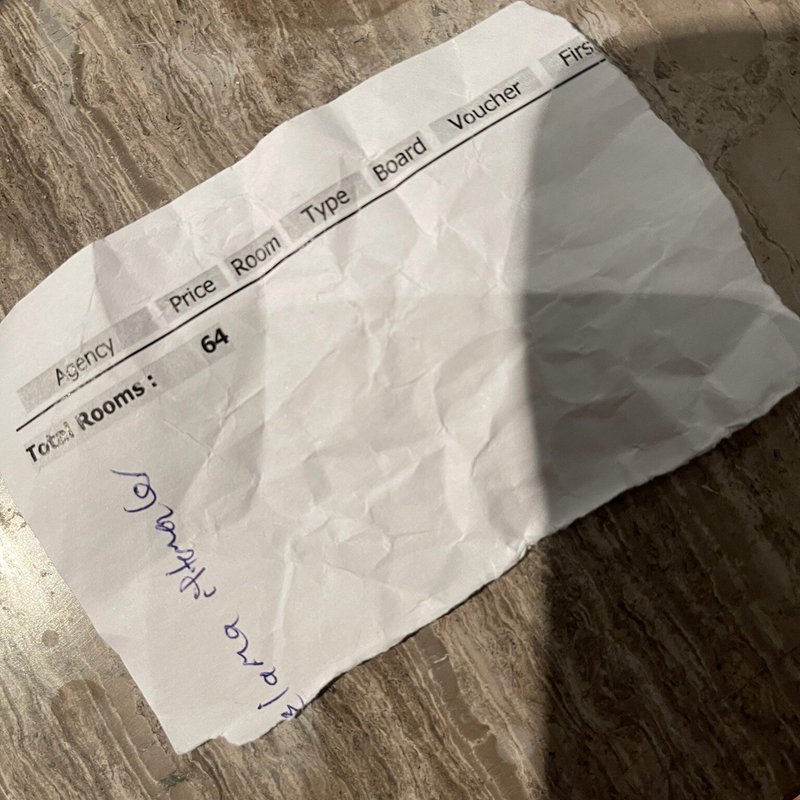 Agency Price Room Type Board Voucher Firs
Total Rooms : 64